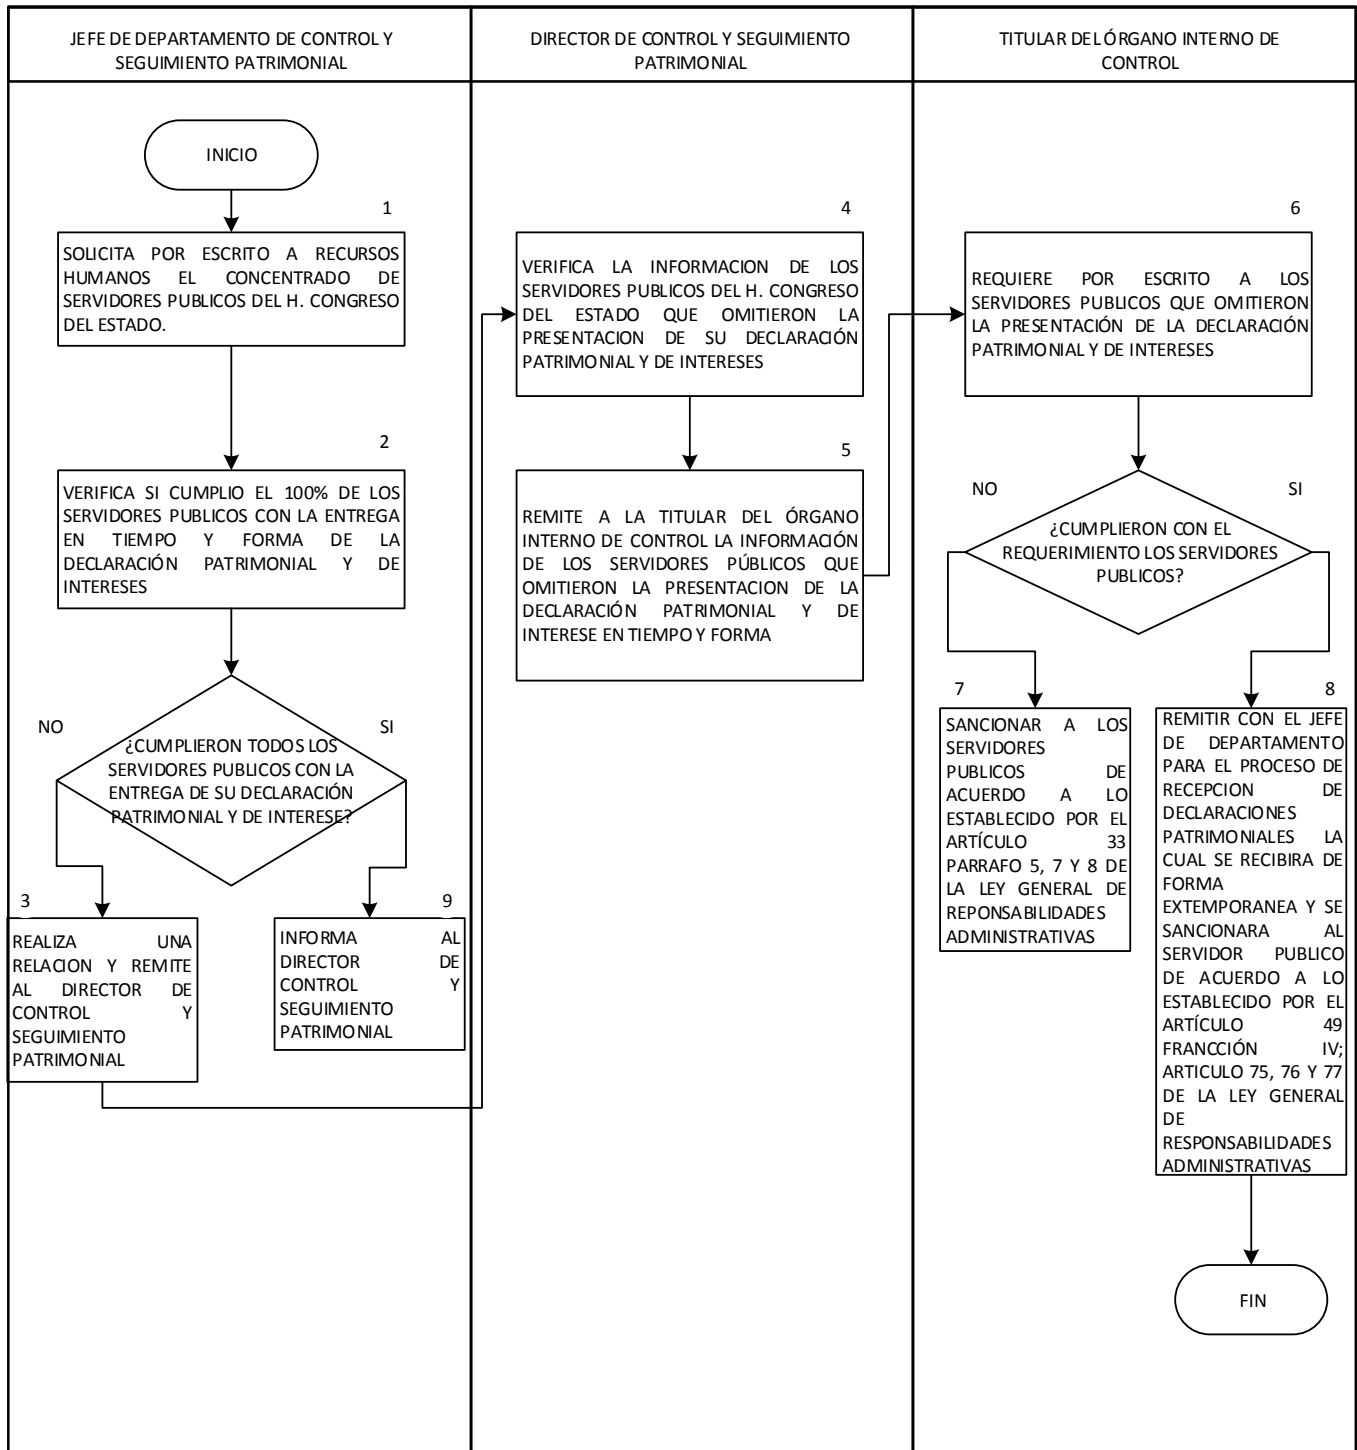 JEFE DE DEPARTAMENTO DE CONTROL Y
SEGUIMIENTO PATRIMONIAL
DIRECTOR DE CONTROL Y SEGUIMIENTO
PATRIMONIAL
TITULAR DEL ÓRGANO INTERNO DE
CONTROL
INICIO
1
SOLICITA POR ESCRITO A RECURSOS
HUMANOS EL CONCENTRADO DE
SERVIDORES PUBLICOS DEL H. CONGRESO
DEL ESTADO.
2
VERIFICA SI CUMPLIO EL 100% DE LOS
SERVIDORES PUBLICOS CON LA ENTREGA
EN TIEMPO Y FORMA DE LA
DECLARACIÓN PATRIMONIAL Y DE
INTERESES
NO
SI
¿CUMPLIERON TODOS LOS
SERVIDORES PUBLICOS CON LA
ENTREGA DE SU DECLARACIÓN
PATRIMONIAL Y DE INTERESE?
3
REALIZA UNA
RELACION Y REMITE
AL DIRECTOR DE
CONTROL Y
SEGUIMIENTO
PATRIMONIAL
9
INFORMA AL
DIRECTOR DE
CONTROL Y
SEGUIMIENTO
PATRIMONIAL
4
VERIFICA LA INFORMACION DE LOS
SERVIDORES PUBLICOS DEL H. CONGRESO
DEL ESTADO QUE OMITIERON LA
PRESENTACION DE SU DECLARACIÓN
PATRIMONIAL Y DE INTERESES
5
REMITE A LA TITULAR DEL ÓRGANO
INTERNO DE CONTROL LA INFORMACIÓN
DE LOS SERVIDORES PÚBLICOS QUE
OMITIERON LA PRESENTACION DE LA
DECLARACIÓN PATRIMONIAL Y DE
INTERESE EN TIEMPO Y FORMA
6
REQUIERE POR ESCRITO A LOS
SERVIDORES PUBLICOS QUE OMITIERON
LA PRESENTACIÓN DE LA DECLARACIÓN
PATRIMONIAL Y DE INTERESES
NO
SI
¿CUMPLIERON CON EL
REQUERIMIENTO LOS SERVIDORES
PUBLICOS?
7
SANCIONAR A LOS
SERVIDORES
PUBLICOS DE
ACUERDO A LO
ESTABLECIDO POR EL
ARTÍCULO 33
PARRAFO 5, 7 Y 8 DE
LA LEY GENERAL DE
REPONSABILIDADES
ADMINISTRATIVAS
8
REMITIR CON EL JEFE
DE DEPARTAMENTO
PARA EL PROCESO DE
RECEPCION DE
DECLARACIONES
PATRIMONIALES LA
CUAL SE RECIBIRA DE
FORMA
EXTEMPORANEA Y SE
SANCIONARA AL
SERVIDOR PUBLICO
DE ACUERDO A LO
ESTABLECIDO POR EL
ARTÍCULO 49
FRANCCIÓN IV;
ARTICULO 75, 76 Y 77
DE LA LEY GENERAL
DE
RESPONSABILIDADES
ADMINISTRATIVAS
FIN